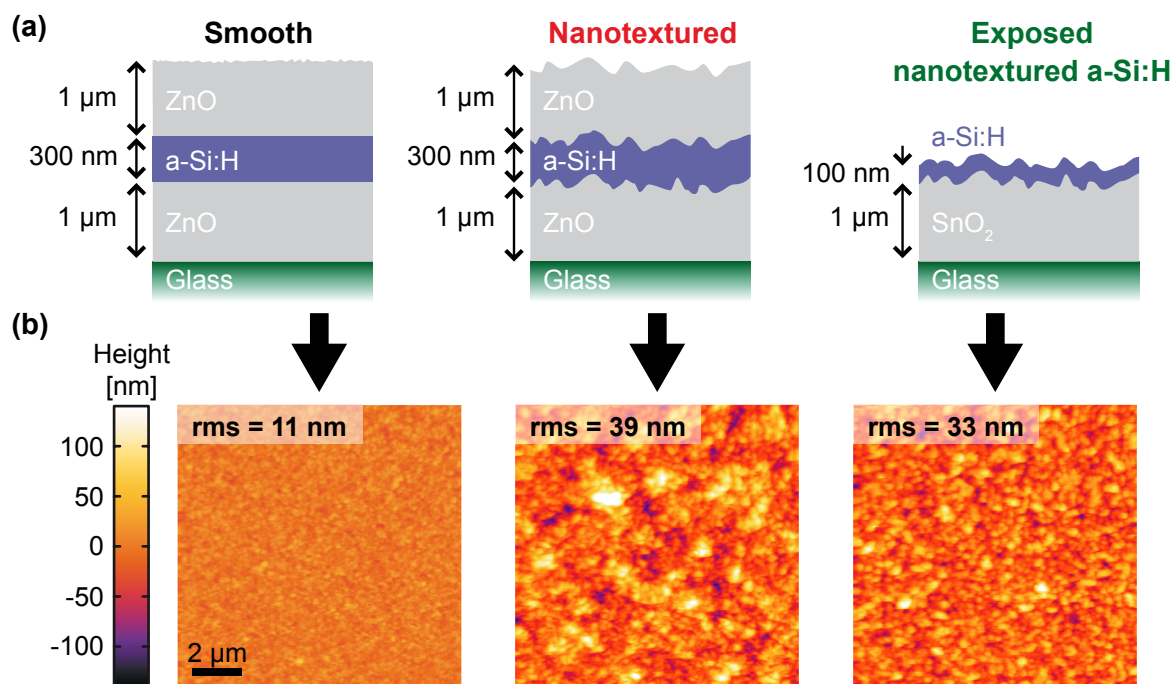 (a)
Smooth
Nanotextured
Exposed
nanotextured a-Si:H
1 µm
ZnO
300 nm
a-Si:H
1 µm
ZnO
Glass
1 µm
ZnO
300 nm
a-Si:H
1 µm
ZnO
Glass
a-Si:H
100 nm
1 µm
SnO₂
Glass
(b)
Height
[nm]
100
50
0
-50
-100
rms = 11 nm
2 µm
rms = 39 nm
rms = 33 nm